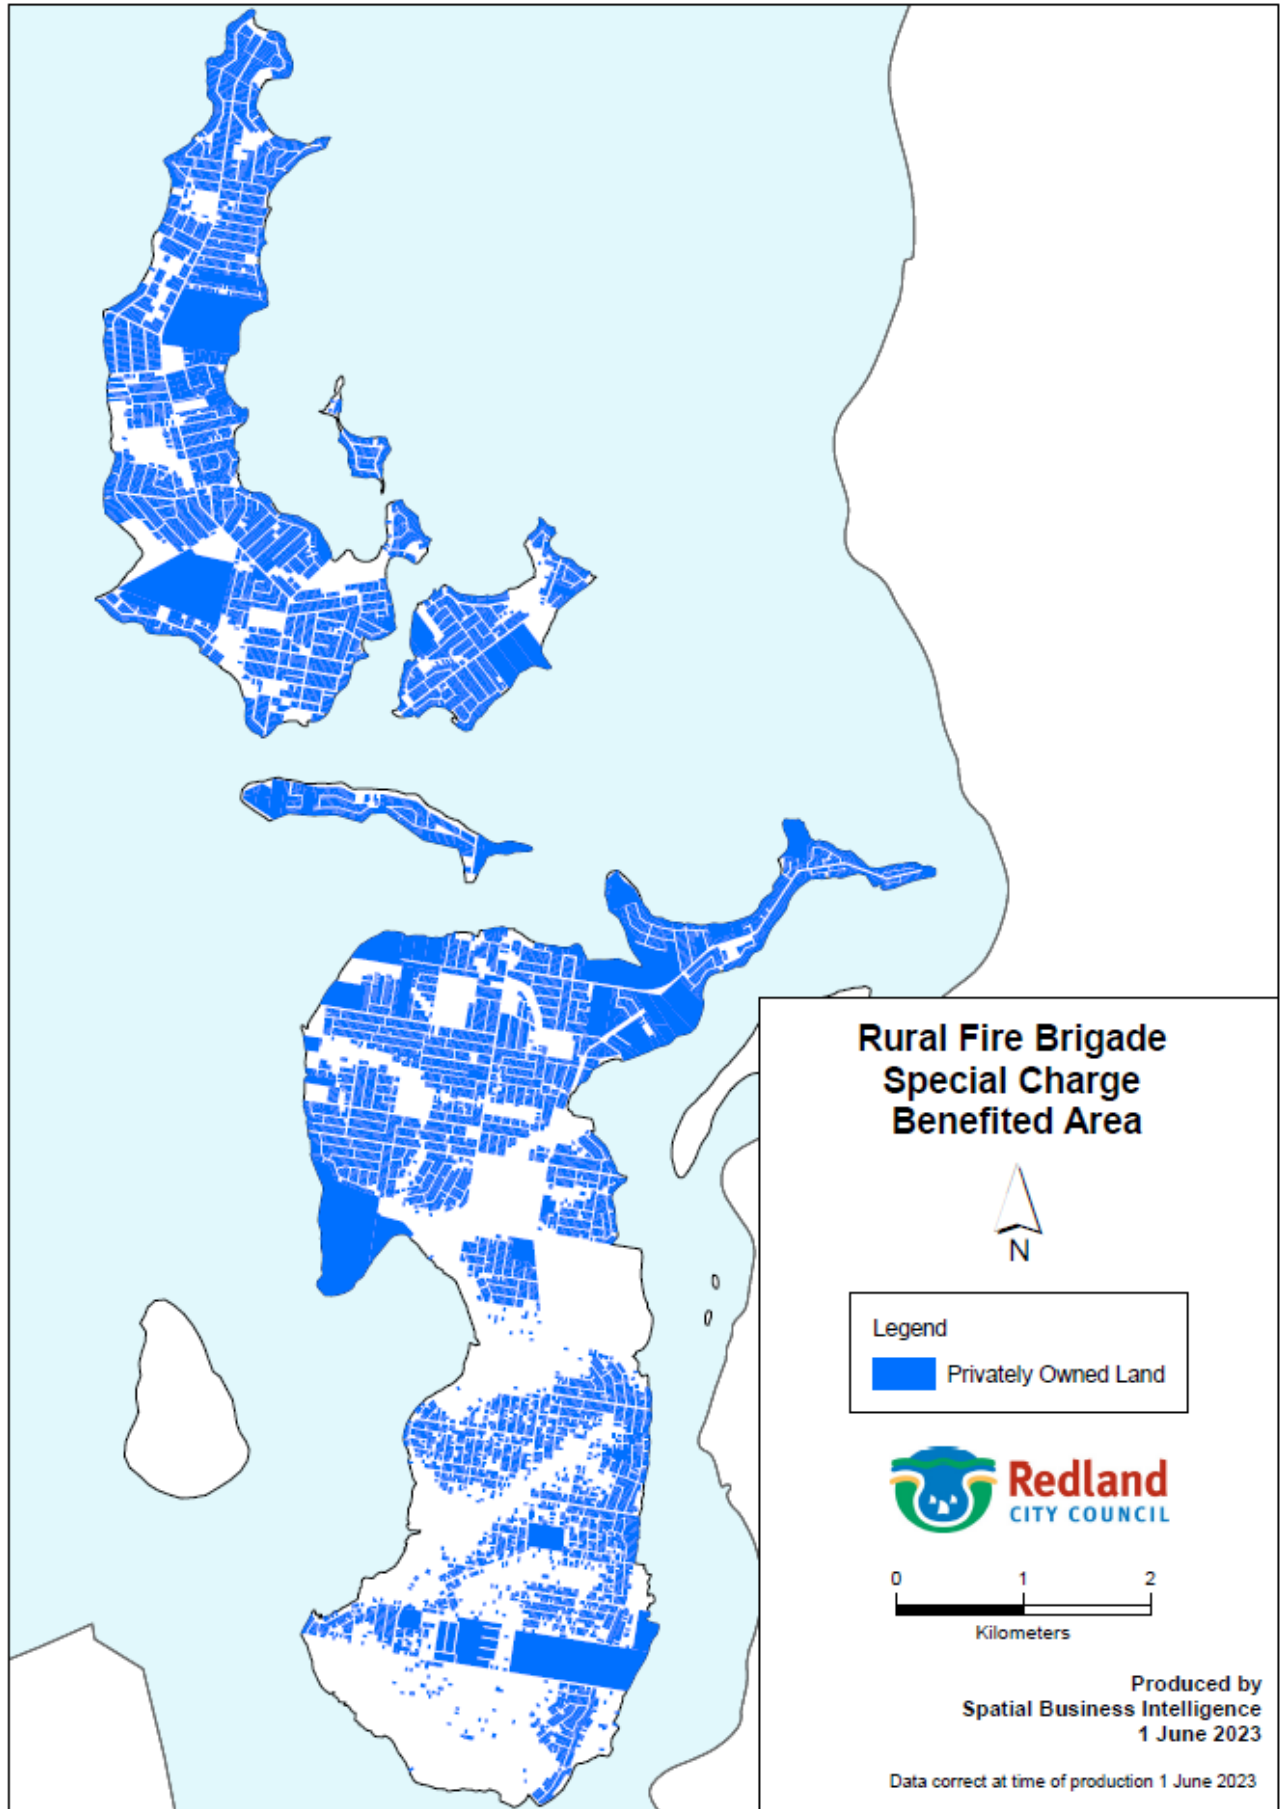 Rural Fire Brigade
Special Charge
Benefited Area
N
Legend
Privately Owned Land
Redland
CITY COUNCIL
0 1 2
Kilometers
Produced by
Spatial Business Intelligence
1 June 2023
Data correct at time of production 1 June 2023